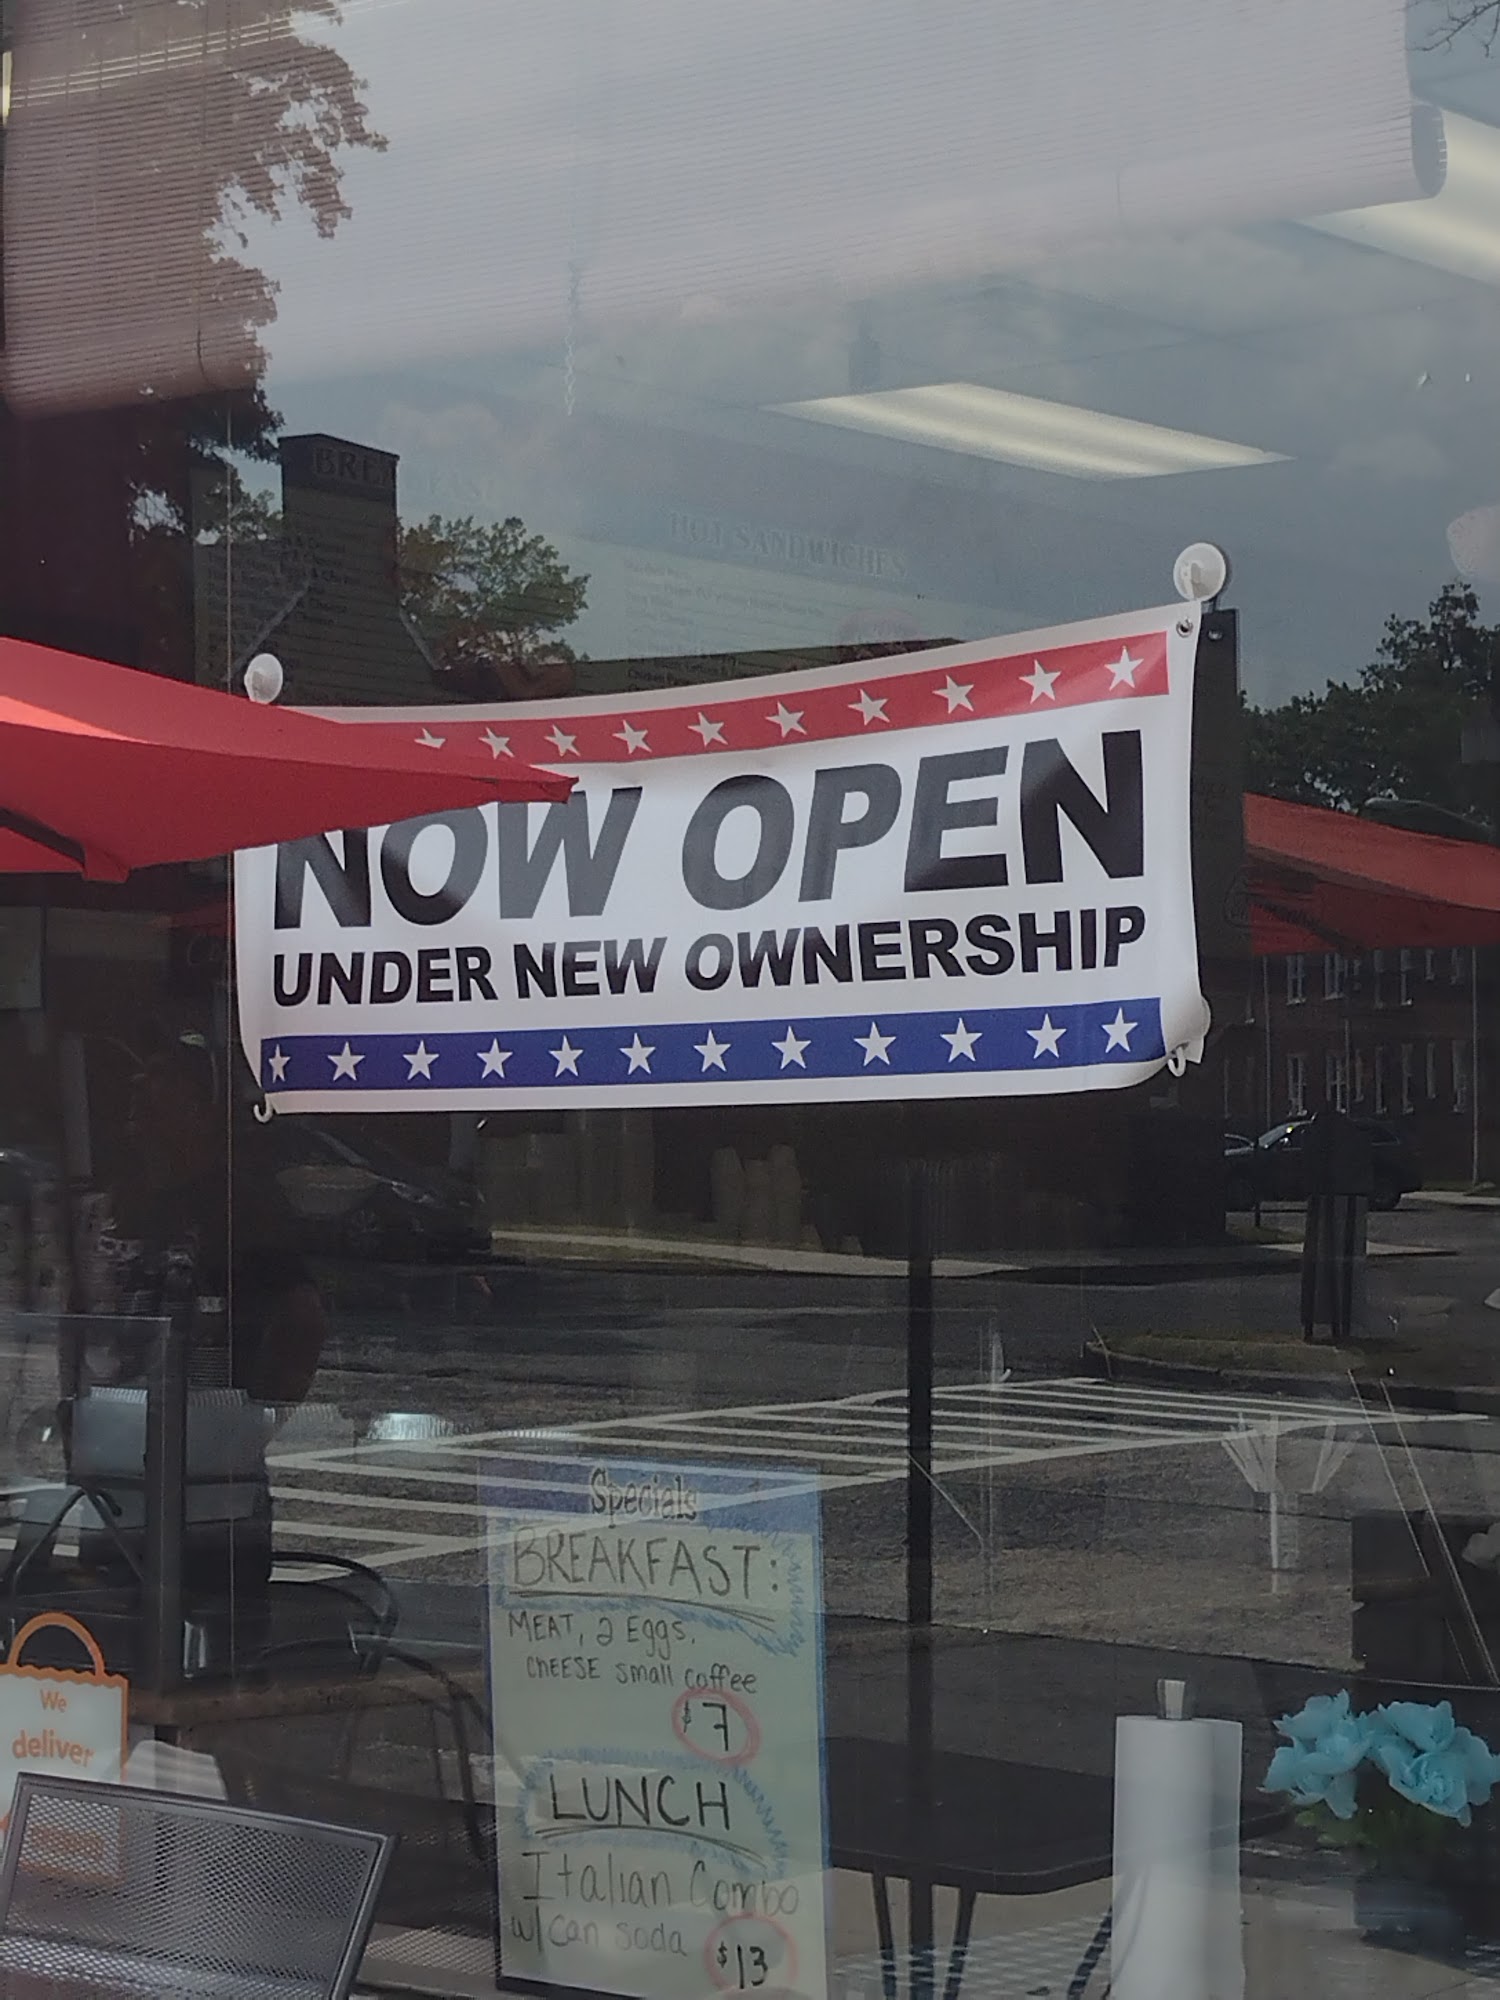 BREAKFAST
HOT SANDWICHES
NOW OPEN
UNDER NEW OWNERSHIP
Specials
BREAKFAST:
MEAT, 2 Eggs,
CHEESE small coffee
$7
LUNCH
Italian Combo
w/ can soda
$13
We
deliver